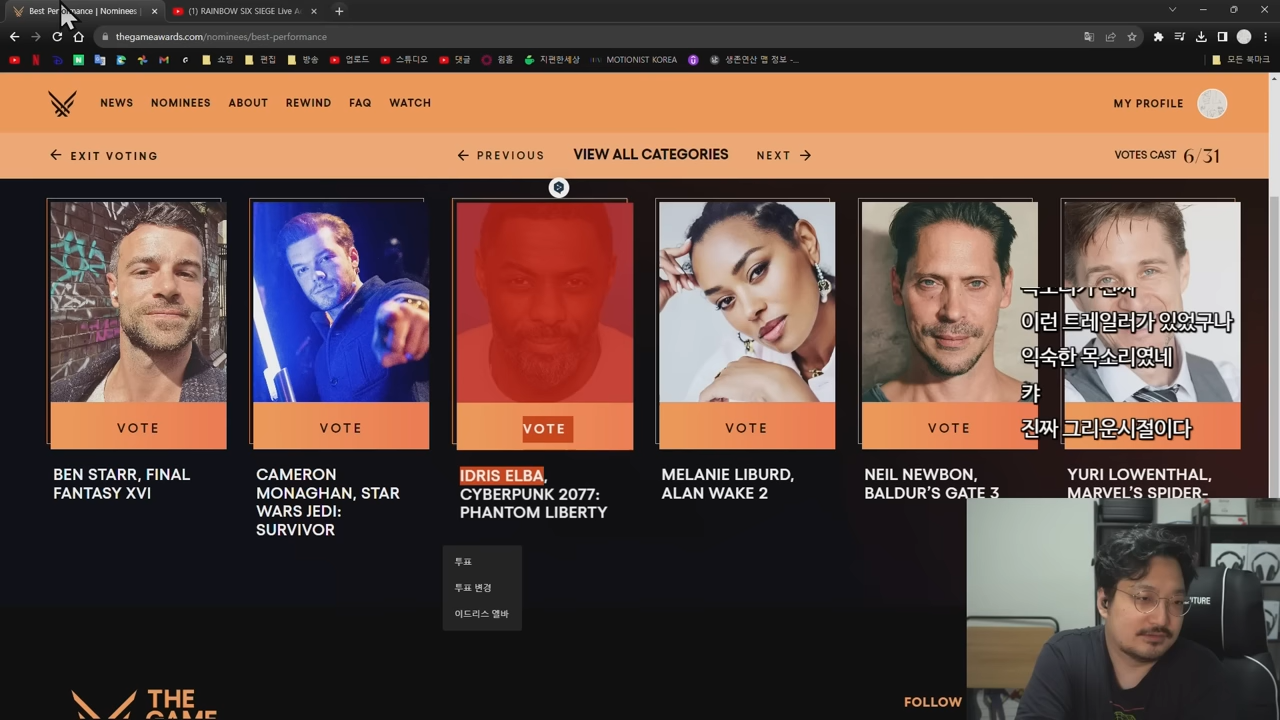 Best Performance | Nominees |
(1) RAINBOW SIX SIEGE Live A
thegameawards.com/nominees/best-performance
쇼핑
편집
방송
업로드
스튜디오
댓글
윔홈
지편한세상
MOTIONIST KOREA
생존연산 맵 정보 -...
모든 북마크
NEWS
NOMINEES
ABOUT
REWIND
FAQ
WATCH
MY PROFILE
EXIT VOTING
PREVIOUS
VIEW ALL CATEGORIES
NEXT
VOTES CAST 6/31
이런 트레일러가 있었구나
익숙한 목소리였네
캬
진짜 그리운시절이다
VOTE
VOTE
VOTE
VOTE
VOTE
BEN STARR, FINAL
FANTASY XVI
CAMERON
MONAGHAN, STAR
WARS JEDI:
SURVIVOR
IDRIS ELBA,
CYBERPUNK 2077:
PHANTOM LIBERTY
MELANIE LIBURD,
ALAN WAKE 2
NEIL NEWBON,
BALDUR'S GATE 3
YURI LOWENTHAL,
MARVEL'S SPIDER-
투표
투표 변경
이드리스 엘바
THE
GAME
FOLLOW